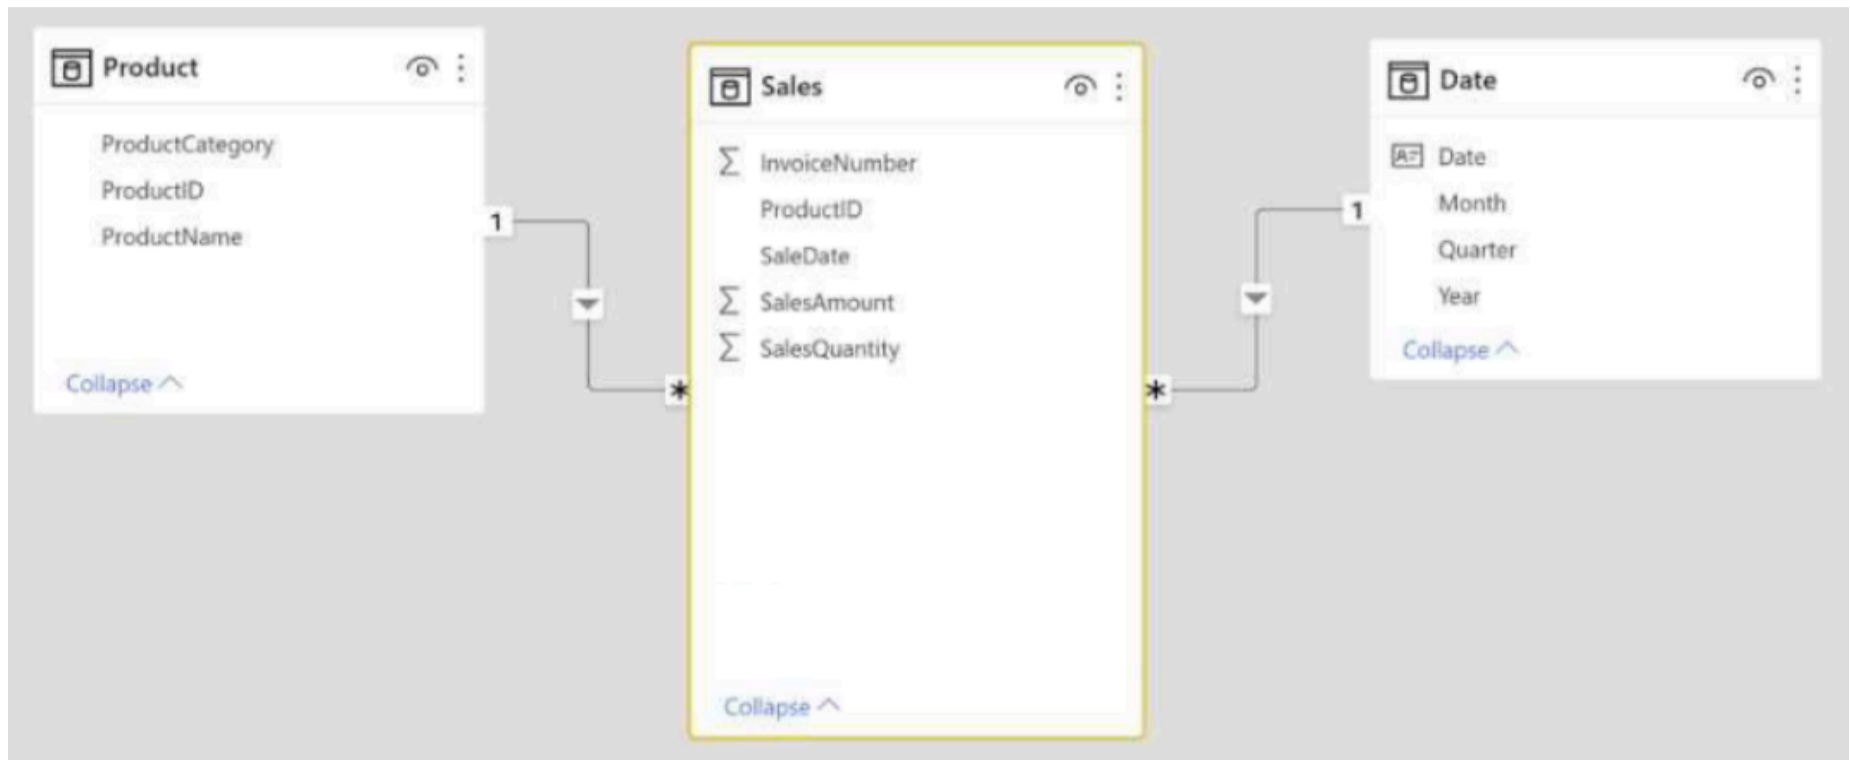 Product
ProductCategory
ProductID
ProductName
Collapse
1
*
Sales
Σ InvoiceNumber
ProductID
SaleDate
Σ SalesAmount
Σ SalesQuantity
Collapse
*
1
Date
Date
Month
Quarter
Year
Collapse